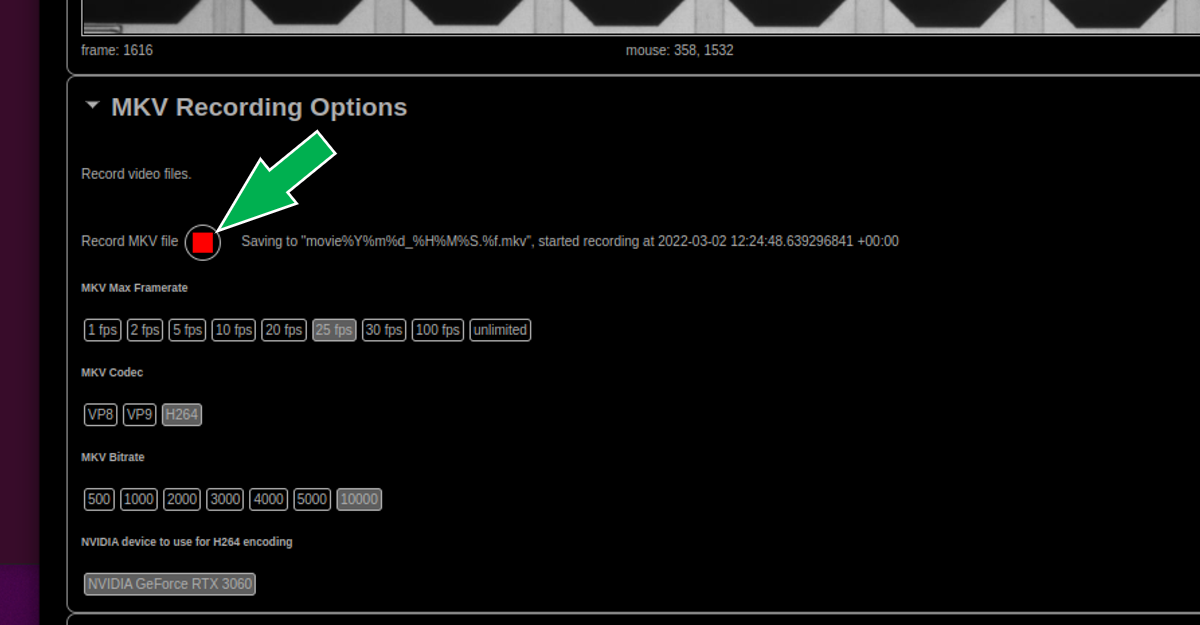 frame: 1616 mouse: 358, 1532
MKV Recording Options
Record video files.
Record MKV file Saving to "movie%Y%m%d_%H%M%S.%f.mkv", started recording at 2022-03-02 12:24:48.639296841 +00:00
MKV Max Framerate
1 fps 2 fps 5 fps 10 fps 20 fps 25 fps 30 fps 100 fps unlimited
MKV Codec
VP8 VP9 H264
MKV Bitrate
500 1000 2000 3000 4000 5000 10000
NVIDIA device to use for H264 encoding
NVIDIA GeForce RTX 3060